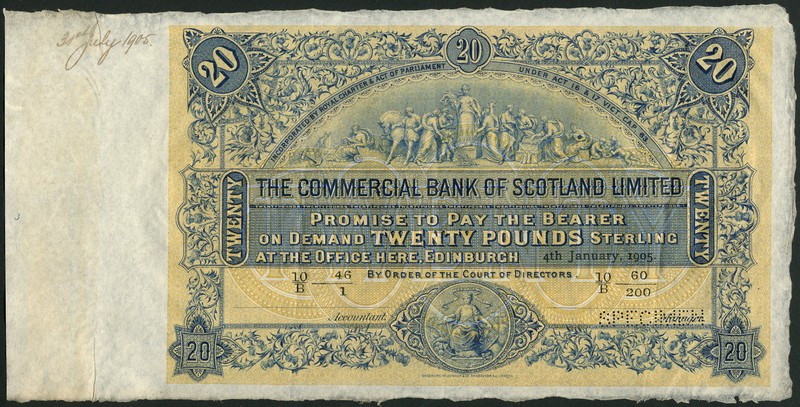 31st July 1905.
20
20
20
INCORPORATED BY ROYAL CHARTER & ACT OF PARLIAMENT
UNDER ACT 16 & 17 VIC. CAP. 63
TWENTY
THE COMMERCIAL BANK OF SCOTLAND LIMITED
PROMISE TO PAY THE BEARER
ON DEMAND TWENTY POUNDS STERLING
AT THE OFFICE HERE, EDINBURGH 4th January, 1905.
TWENTY
10/B 46/1 BY ORDER OF THE COURT OF DIRECTORS 10/B 60/200
Accountant.
SPECIMEN
20
20